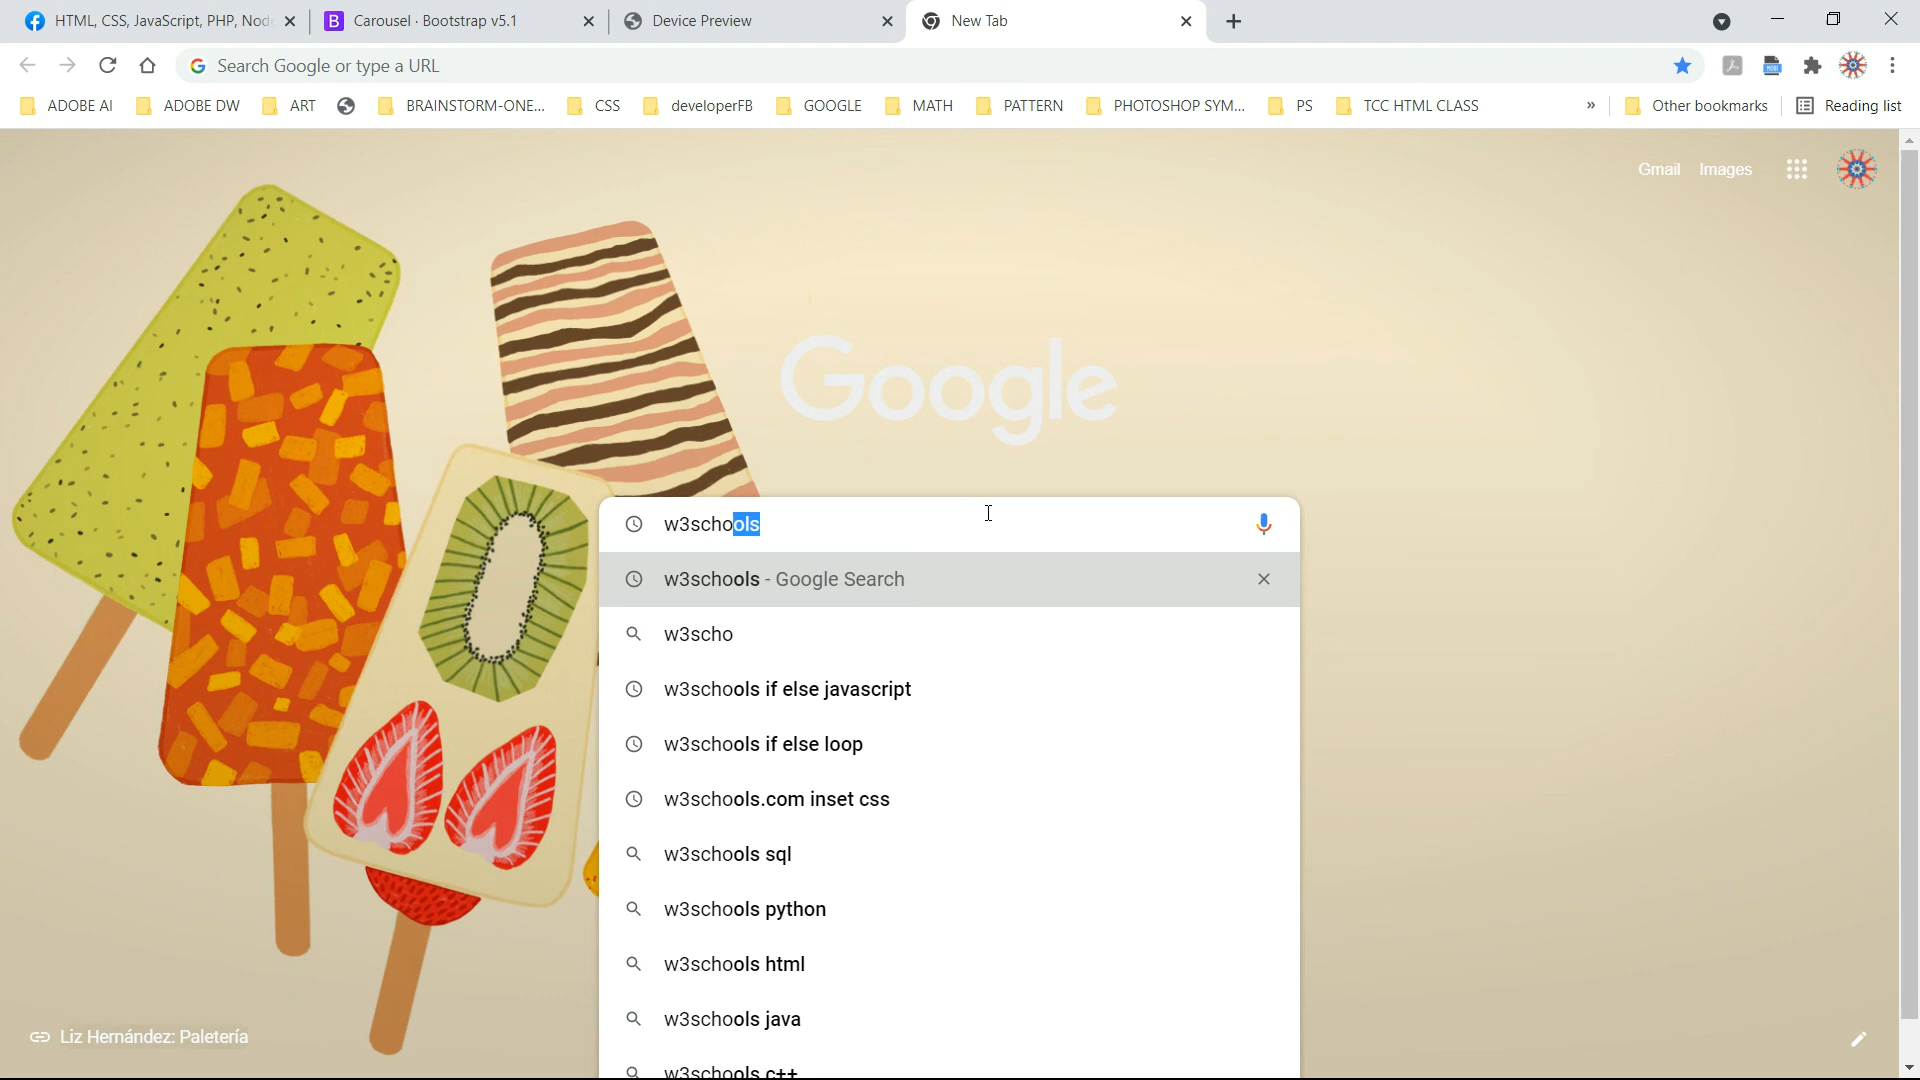 HTML, CSS, JavaScript, PHP, Nod
Carousel · Bootstrap v5.1
Device Preview
New Tab
Search Google or type a URL
ADOBE AI
ADOBE DW
ART
BRAINSTORM-ONE...
CSS
developerFB
GOOGLE
MATH
PATTERN
PHOTOSHOP SYM...
PS
TCC HTML CLASS
»
Other bookmarks
Reading list
Gmail
Images
Google
w3schools
w3schools - Google Search
w3scho
w3schools if else javascript
w3schools if else loop
w3schools.com inset css
w3schools sql
w3schools python
w3schools html
w3schools java
w3schools c++
Liz Hernández: Paletería